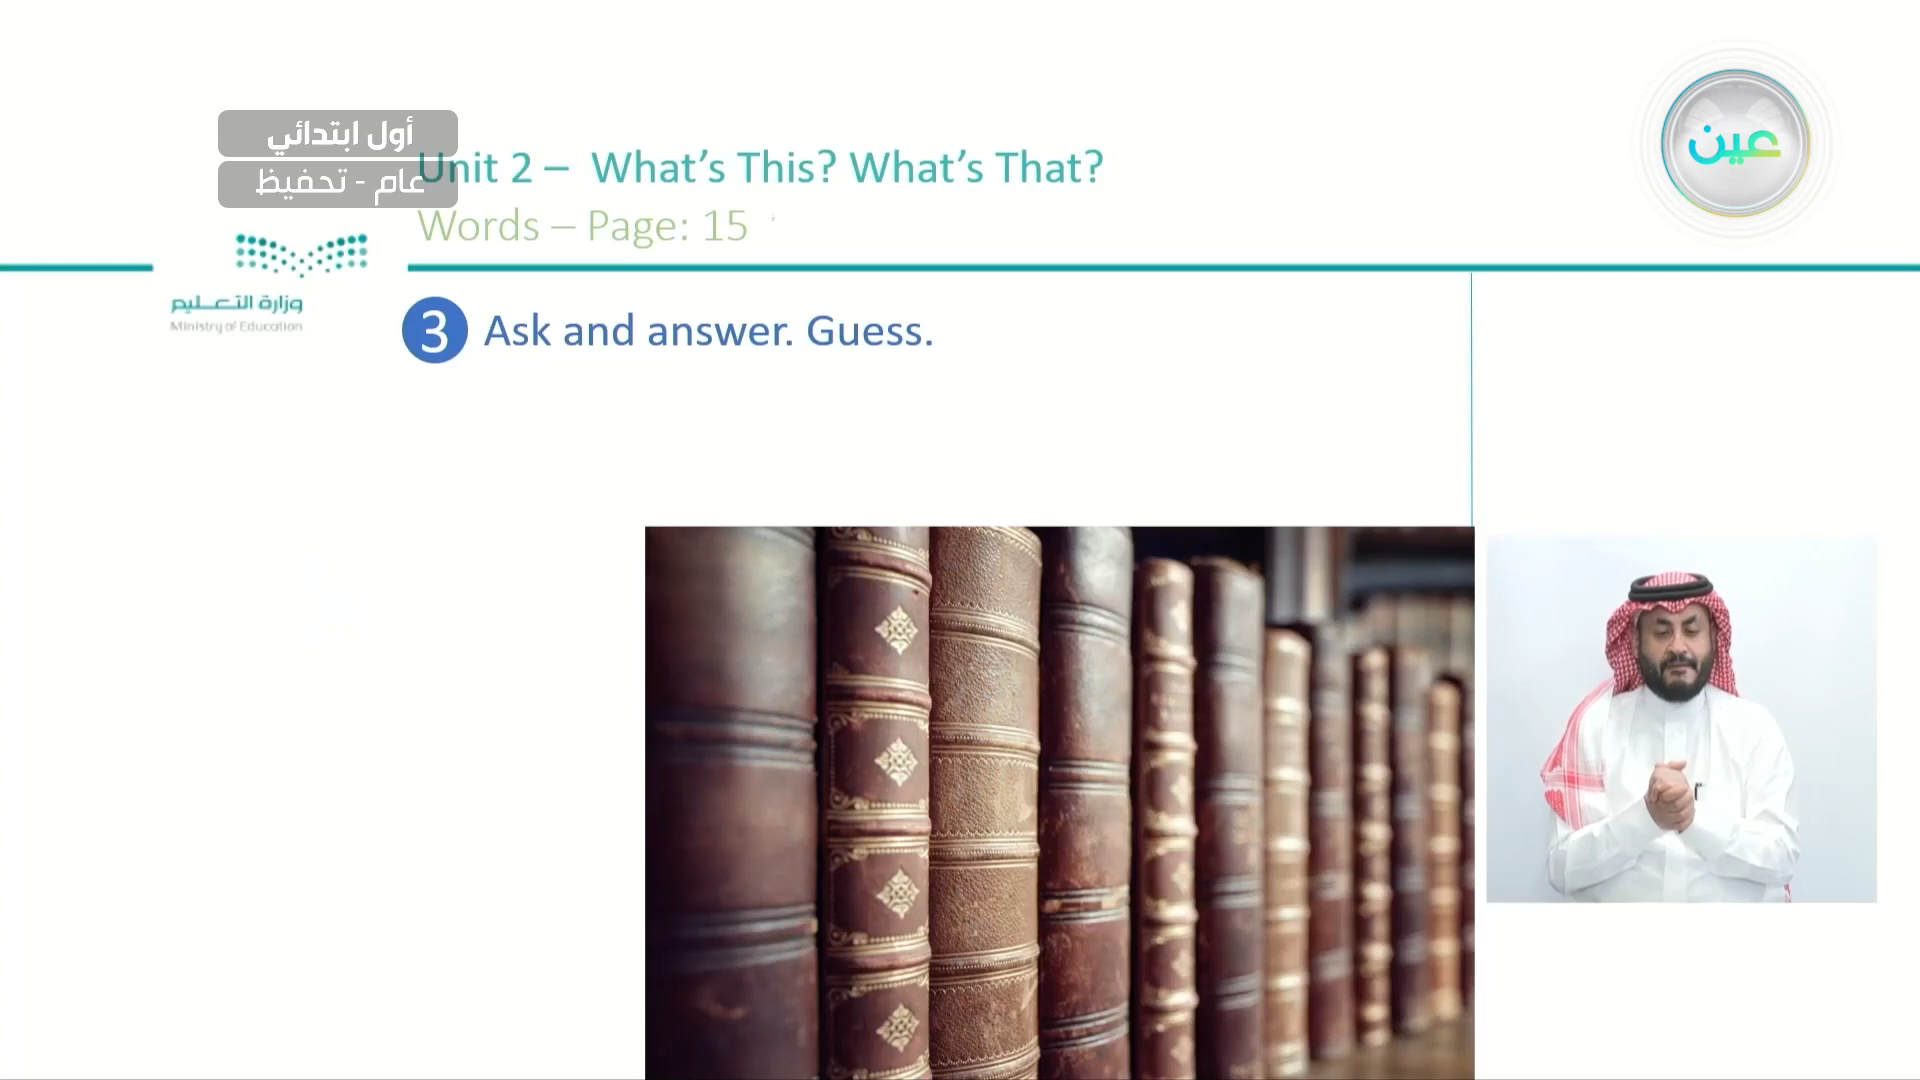 أول ابتدائي
عام - تحفيظ
Unit 2 – What's This? What's That?
Words – Page: 15
عين
وزارة التعليم
Ministry of Education
3 Ask and answer. Guess.